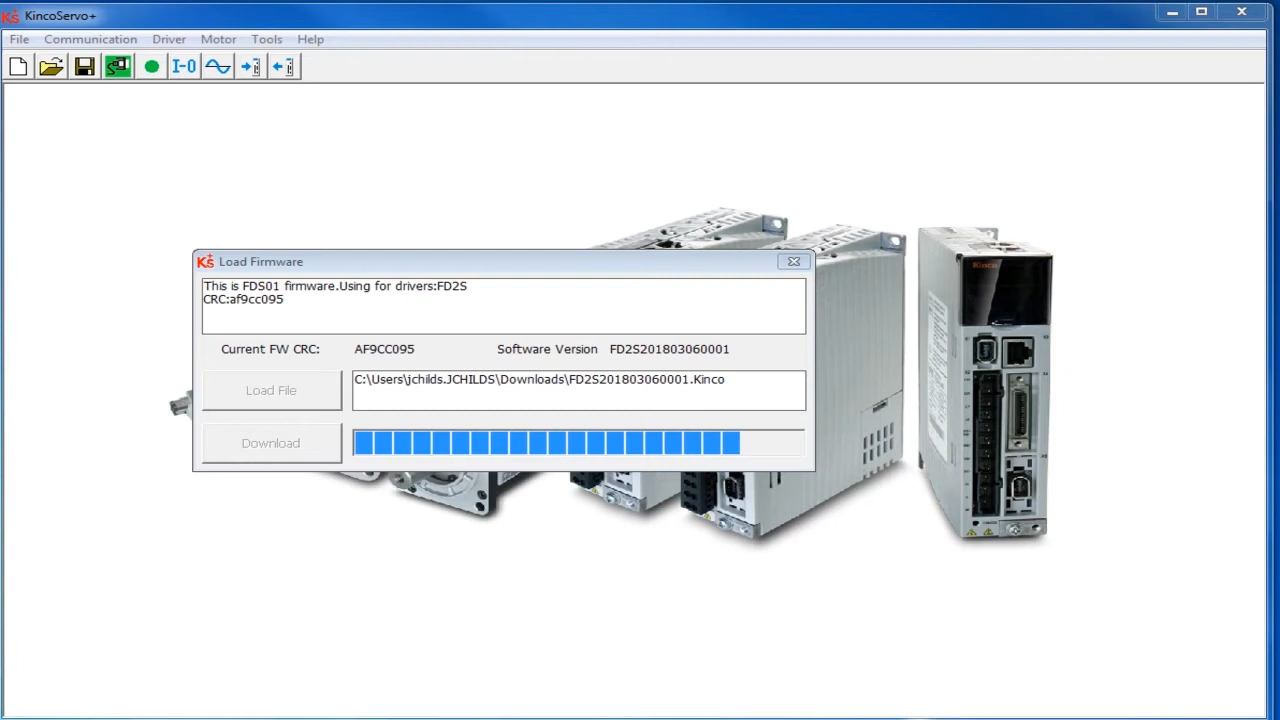 KincoServo+
File Communication Driver Motor Tools Help
I-0
Load Firmware
This is FDS01 firmware.Using for drivers:FD2S
CRC:af9cc095
Current FW CRC: AF9CC095 Software Version FD2S201803060001
Load File C:\Users\jchilds.JCHILDS\Downloads\FD2S201803060001.Kinco
Download
Kinco